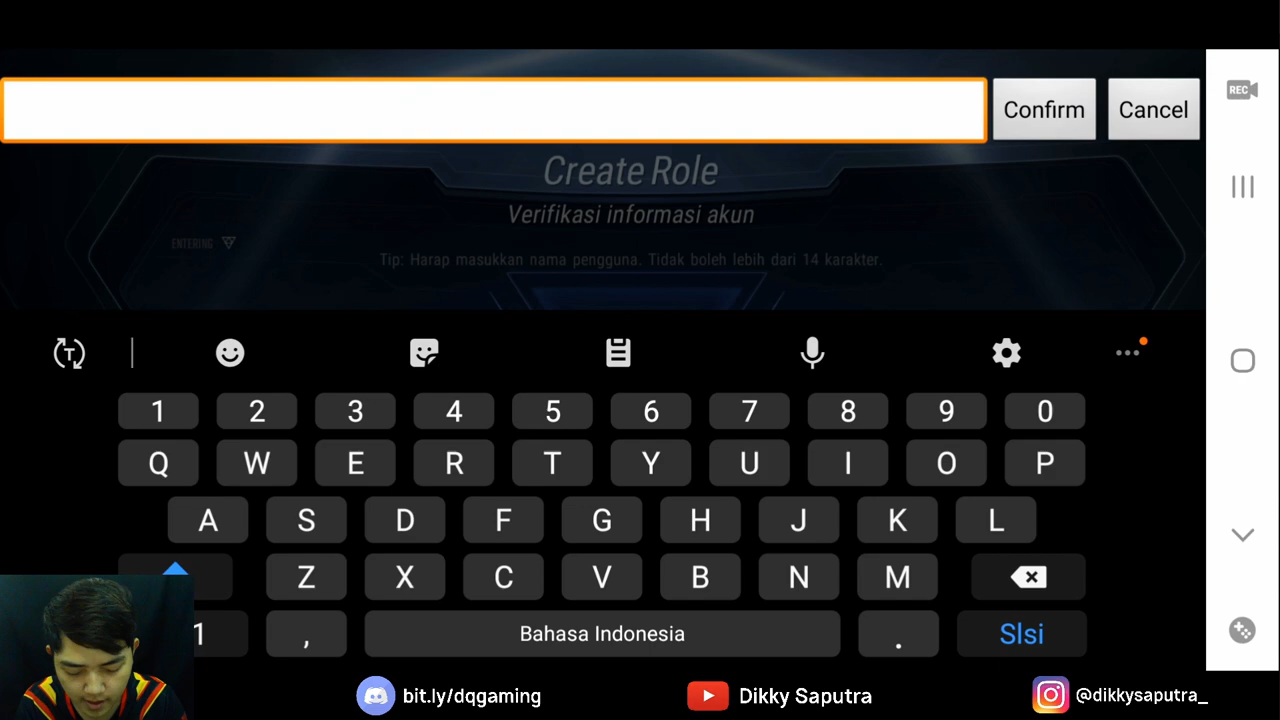 REC
Confirm Cancel
Create Role
Verifikasi informasi akun
ENTERING
Tip: Harap masukkan nama pengguna. Tidak boleh lebih dari 14 karakter.
T
1 2 3 4 5 6 7 8 9 0
Q W E R T Y U I O P
A S D F G H J K L
Z X C V B N M
1 , Bahasa Indonesia . Slsi
bit.ly/dqggaming Dikky Saputra @dikkysaputra_